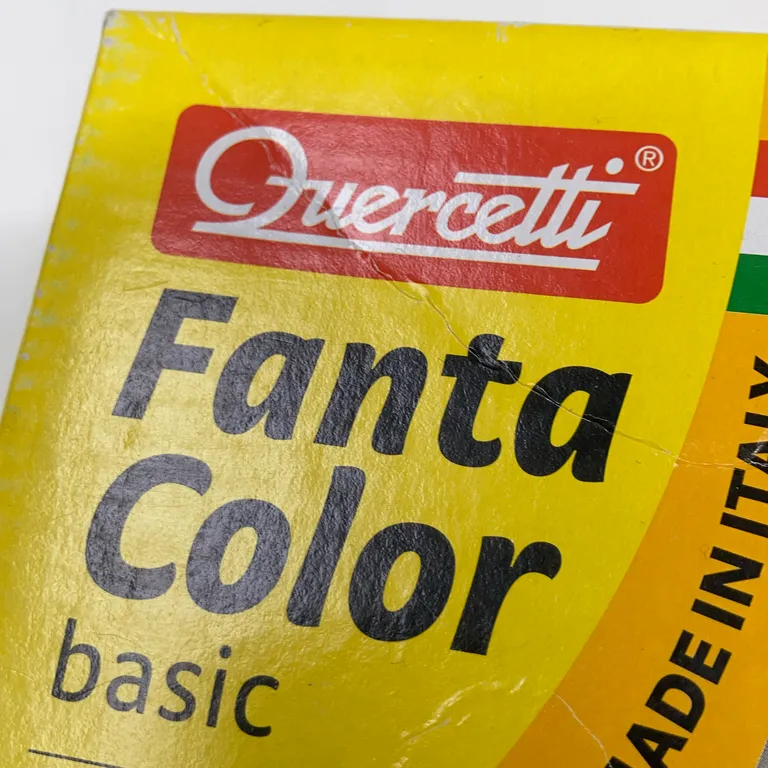 Quercetti®
Fanta
Color
basic
MADE IN ITALY